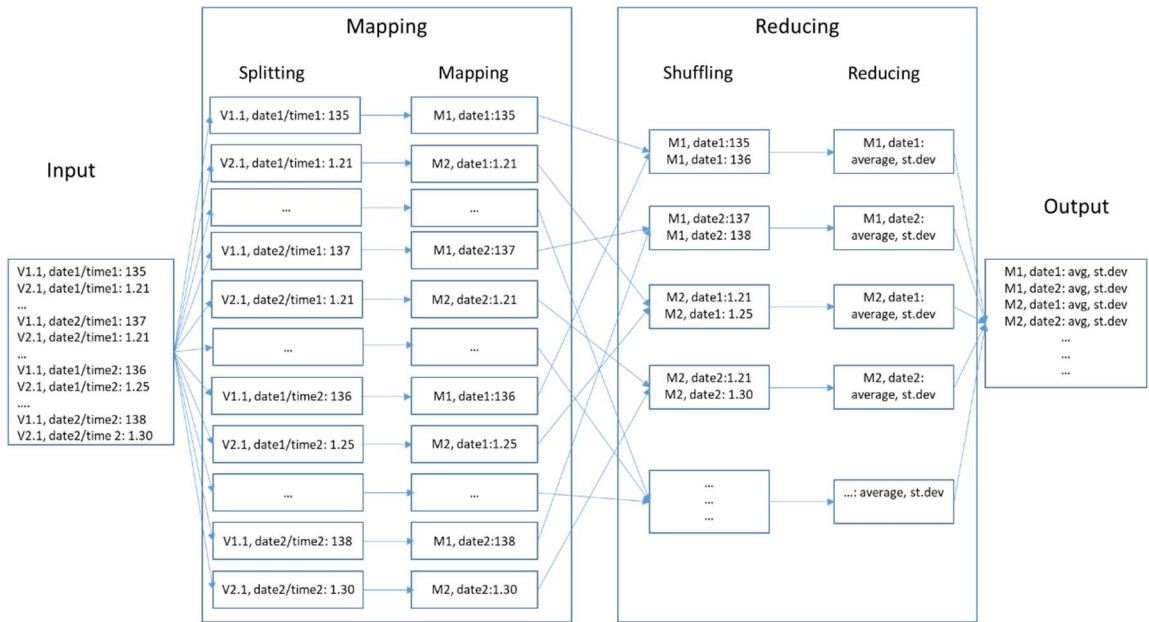 Mapping
Reducing
Splitting
Mapping
Shuffling
Reducing
Input
V1.1, date1/time1: 135
V2.1, date1/time1: 1.21
...
V1.1, date2/time1: 137
V2.1, date2/time1: 1.21
...
V1.1, date1/time2: 136
V2.1, date1/time2: 1.25
....
V1.1, date2/time2: 138
V2.1, date2/time 2: 1.30
V1.1, date1/time1: 135
V2.1, date1/time1: 1.21
...
V1.1, date2/time1: 137
V2.1, date2/time1: 1.21
...
V1.1, date1/time2: 136
V2.1, date1/time2: 1.25
...
V1.1, date2/time2: 138
V2.1, date2/time2: 1.30
M1, date1:135
M2, date1:1.21
...
M1, date2:137
M2, date2:1.21
...
M1, date1:136
M2, date1:1.25
...
M1, date2:138
M2, date2:1.30
M1, date1:135
M1, date1: 136
M1, date2:137
M1, date2: 138
M2, date1:1.21
M2, date1: 1.25
M2, date2:1.21
M2, date2: 1.30
...
...
...
M1, date1:
average, st.dev
M1, date2:
average, st.dev
M2, date1:
average, st.dev
M2, date2:
average, st.dev
...: average, st.dev
Output
M1, date1: avg, st.dev
M1, date2: avg, st.dev
M2, date1: avg, st.dev
M2, date2: avg, st.dev
...
...
...